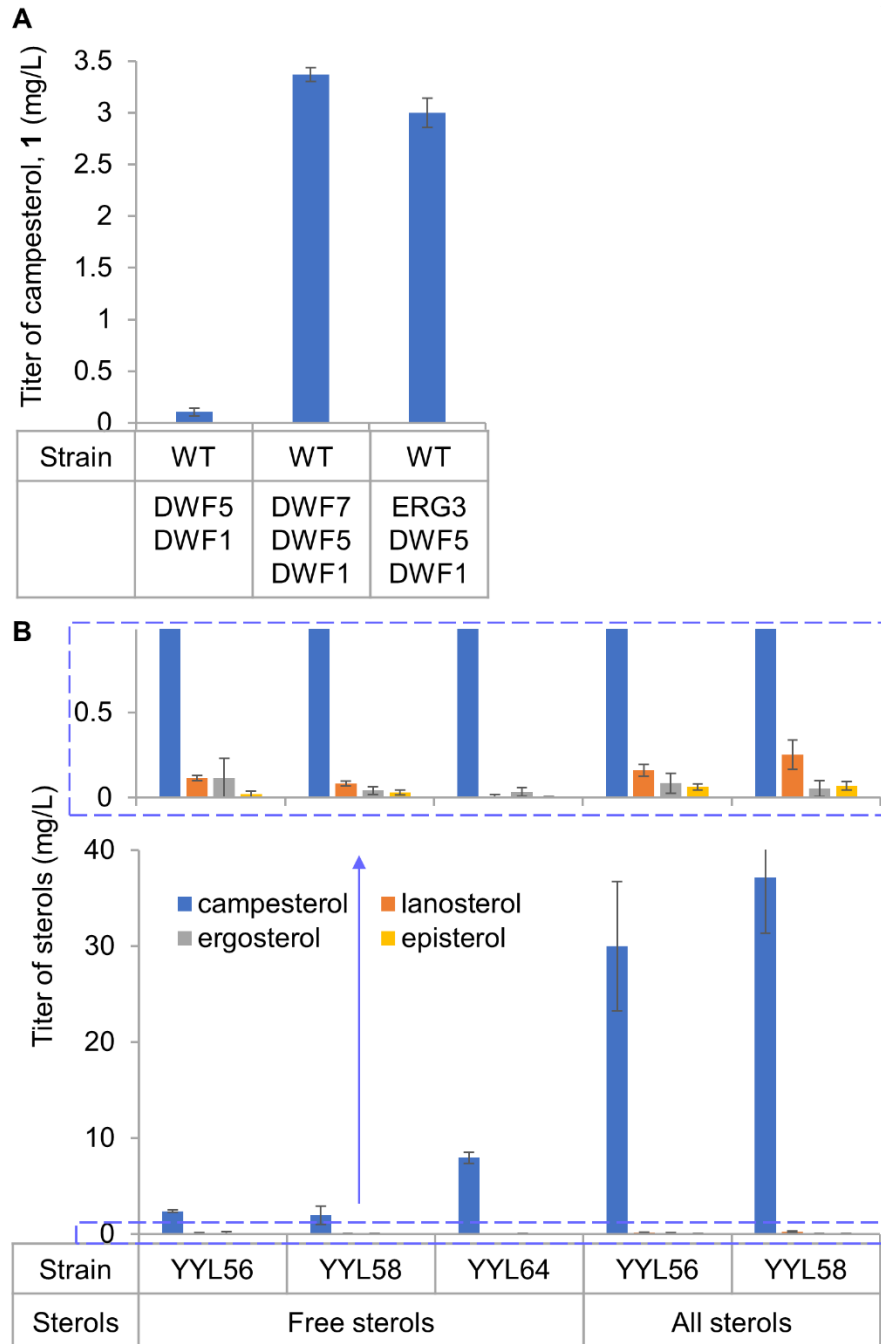 A
Titer of campesterol, 1 (mg/L)
3.5
3
2.5
2
1.5
1
0.5
0
Strain WT WT WT
DWF5 DWF7 ERG3
DWF1 DWF5 DWF5
DWF1 DWF1
B
0.5
0
Titer of sterols (mg/L)
40
30
20
10
0
campesterol lanosterol
ergosterol episterol
Strain YYL56 YYL58 YYL64 YYL56 YYL58
Sterols Free sterols All sterols